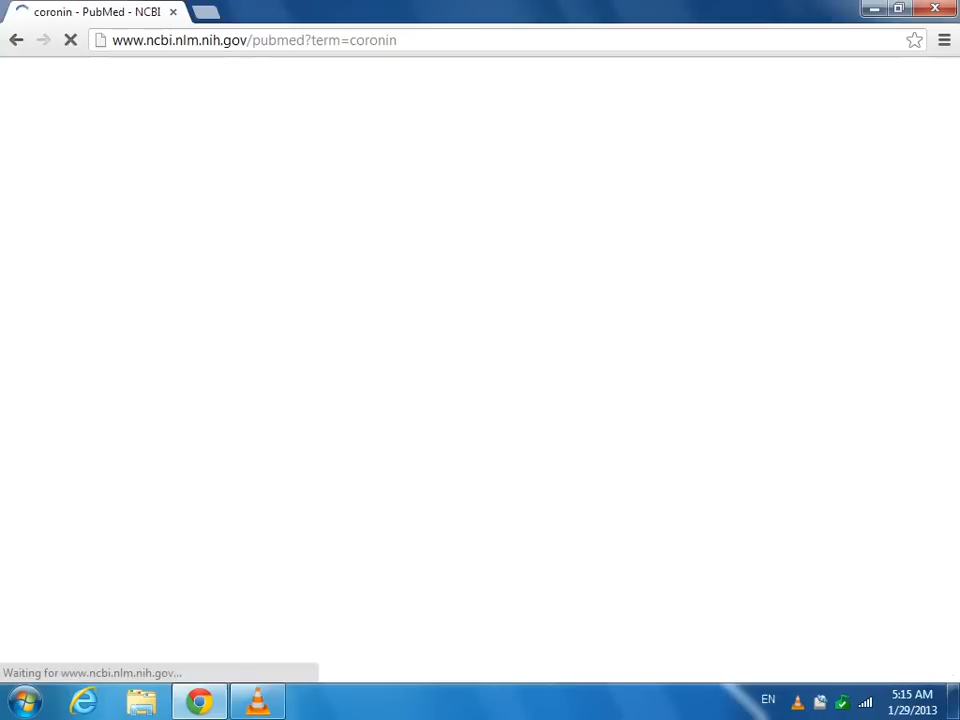 coronin - PubMed - NCBI
www.ncbi.nlm.nih.gov/pubmed?term=coronin
Waiting for www.ncbi.nlm.nih.gov...
EN
5:15 AM
1/29/2013